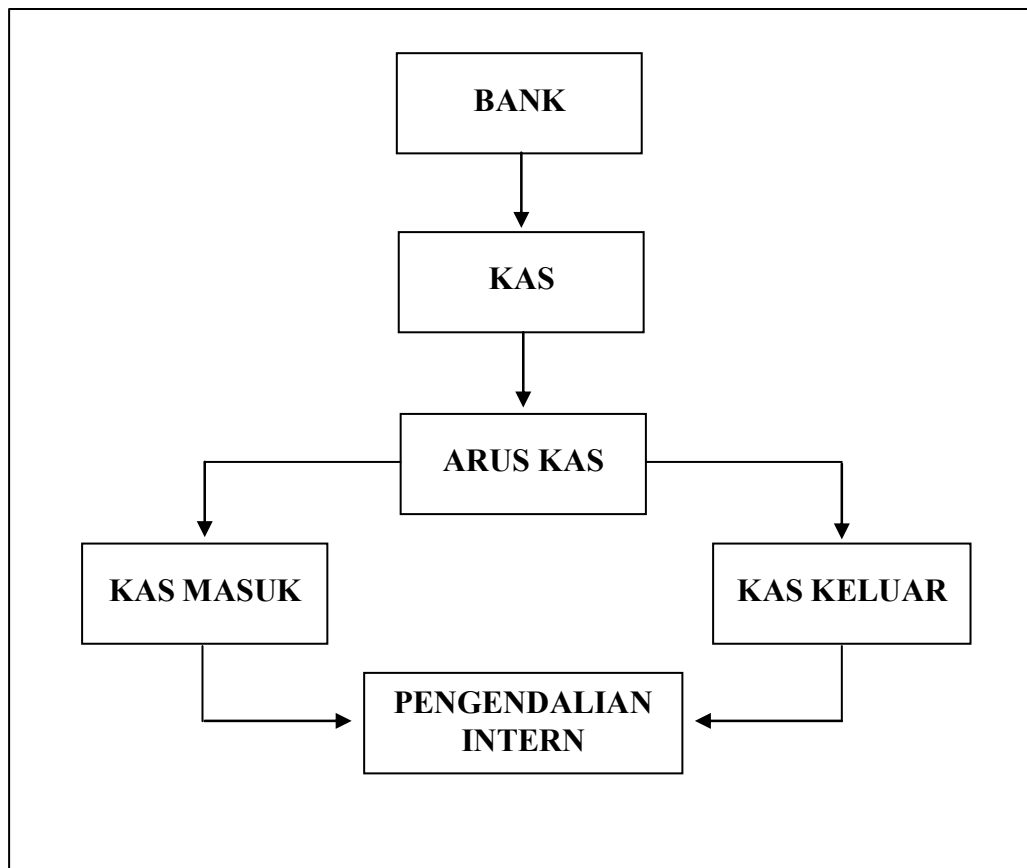 BANK
KAS
ARUS KAS
KAS MASUK
KAS KELUAR
PENGENDALIAN
INTERN